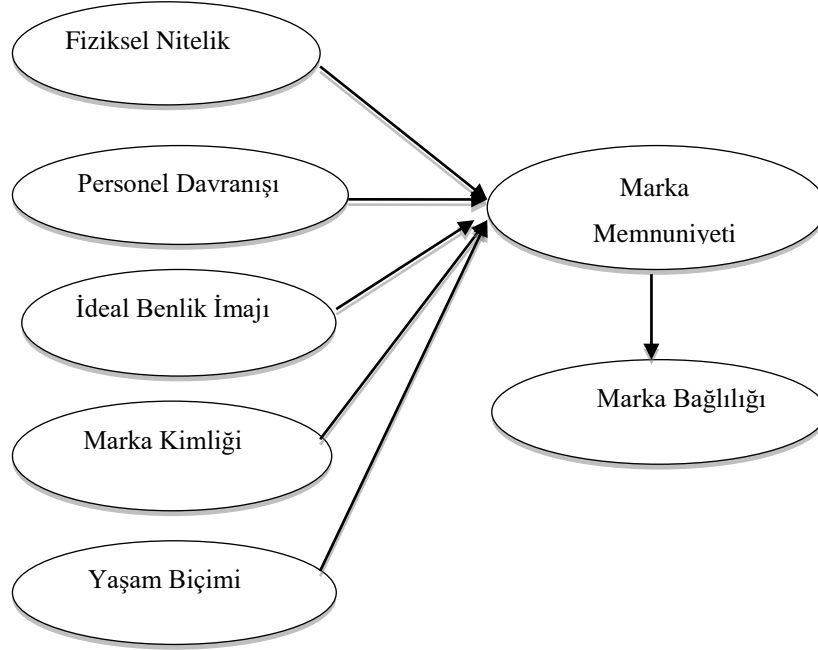 Fiziksel Nitelik
Personel Davranışı
İdeal Benlik İmajı
Marka Kimliği
Yaşam Biçimi
Marka
Memnuniyeti
Marka Bağlılığı